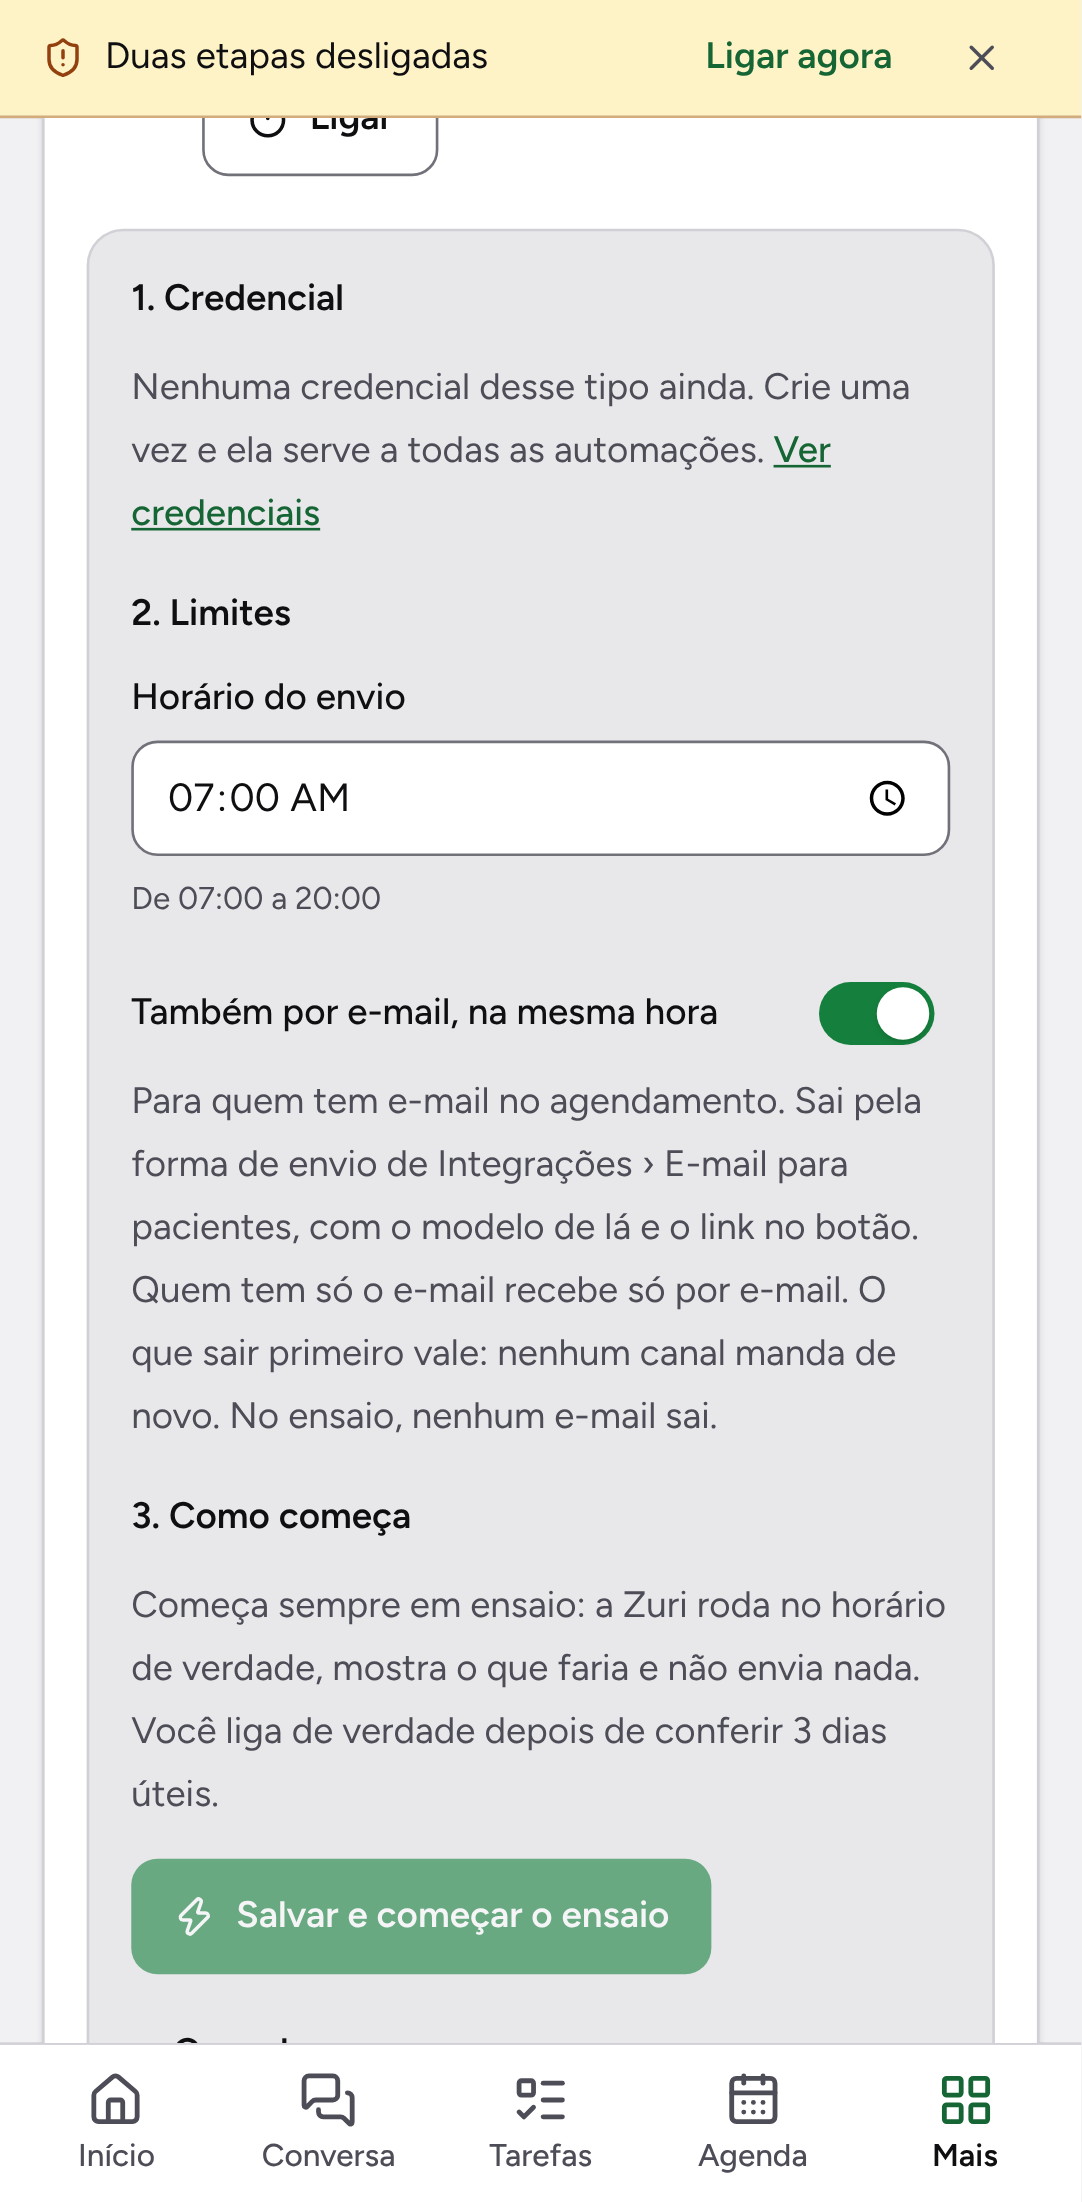 Duas etapas desligadas
Ligar agora
Ligar
1. Credencial
Nenhuma credencial desse tipo ainda. Crie uma
vez e ela serve a todas as automações. Ver
credenciais
2. Limites
Horário do envio
07:00 AM
De 07:00 a 20:00
Também por e-mail, na mesma hora
Para quem tem e-mail no agendamento. Sai pela
forma de envio de Integrações › E-mail para
pacientes, com o modelo de lá e o link no botão.
Quem tem só o e-mail recebe só por e-mail. O
que sair primeiro vale: nenhum canal manda de
novo. No ensaio, nenhum e-mail sai.
3. Como começa
Começa sempre em ensaio: a Zuri roda no horário
de verdade, mostra o que faria e não envia nada.
Você liga de verdade depois de conferir 3 dias
úteis.
Salvar e começar o ensaio
Início
Conversa
Tarefas
Agenda
Mais